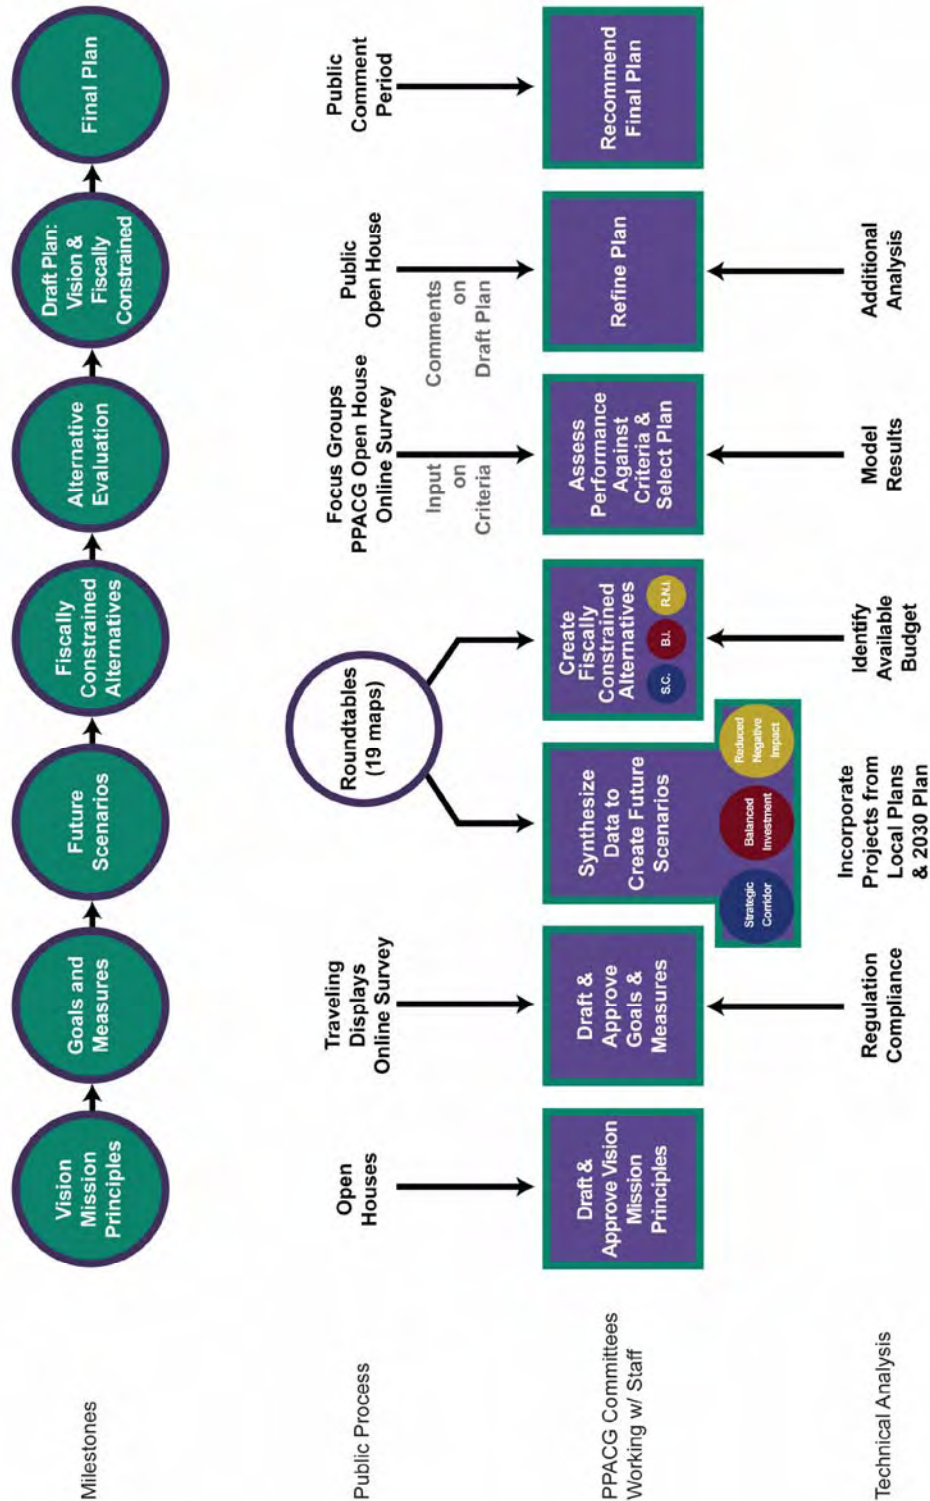 Milestones
Vision
Mission
Principles
Goals and
Measures
Future
Scenarios
Fiscally
Constrained
Alternatives
Alternative
Evaluation
Draft Plan:
Vision &
Fiscally
Constrained
Final Plan
Public Process
Open
Houses
Traveling
Displays
Online Survey
Roundtables
(19 maps)
Focus Groups
PPACG Open House
Online Survey
Input
on
Criteria
Public
Open House
Comments
on
Draft Plan
Public
Comment
Period
PPACG Committees
Working w/ Staff
Draft &
Approve Vision
Mission
Principles
Draft &
Approve
Goals &
Measures
Synthesize
Data to
Create Future
Scenarios
Strategic
Corridor
Balanced
Investment
Reduced
Negative
Impact
Create
Fiscally
Constrained
Alternatives
S.C.
B.I.
R.N.I.
Assess
Performance
Against
Criteria &
Select Plan
Refine Plan
Recommend
Final Plan
Technical Analysis
Regulation
Compliance
Incorporate
Projects from
Local Plans
& 2030 Plan
Identify
Available
Budget
Model
Results
Additional
Analysis